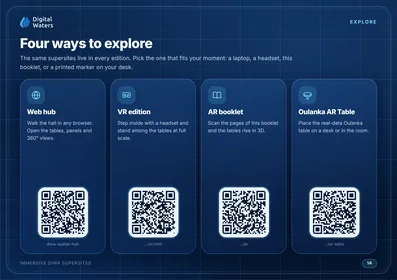 Digital
Waters
EXPLORE
Four ways to explore
The same supersites live in every edition. Pick the one that fits your moment: a laptop, a headset, this
booklet, or a printed marker on your desk.
Web hub
Walk the hall in any browser.
Open the tables, panels and
360° views.
VR edition
Step inside with a headset and
stand among the tables at full
scale.
AR booklet
Scan the pages of this booklet
and the tables rise in 3D.
Oulanka AR Table
Place the real-data Oulanka
table on a desk or in the room.
IMMERSIVE DIWA SUPERSITES
14